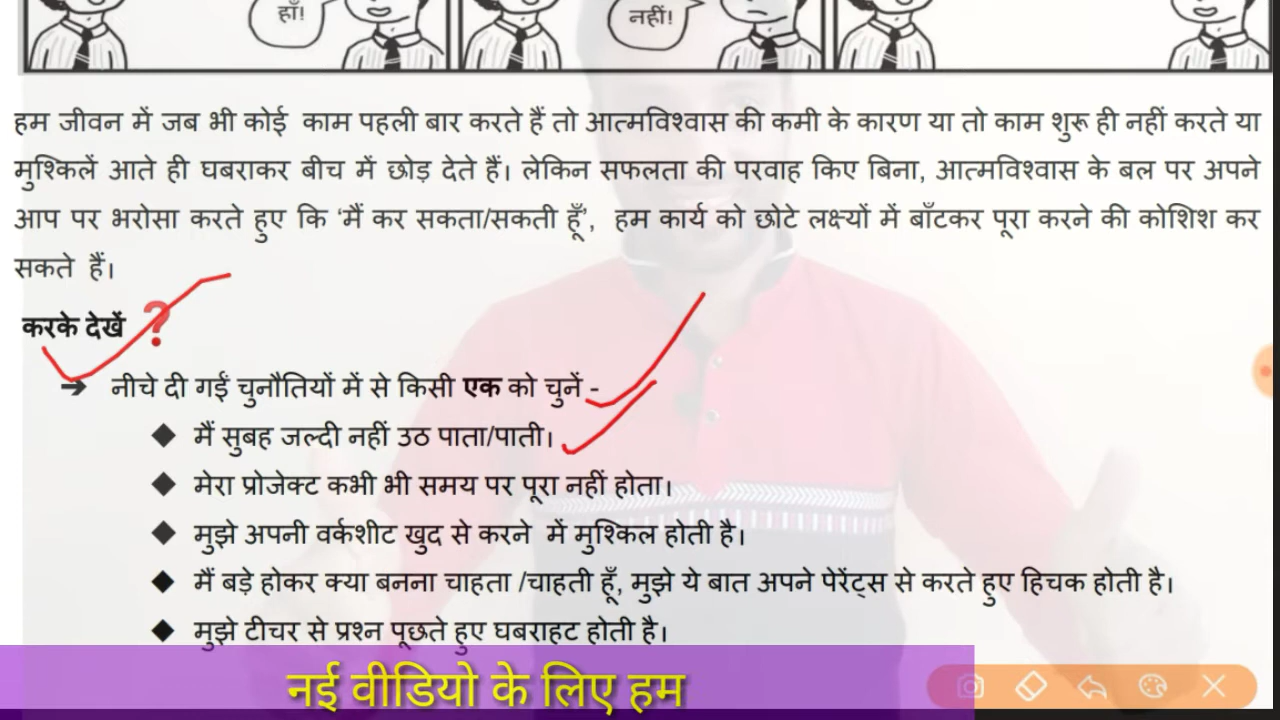 हाँ!
नहीं!
हम जीवन में जब भी कोई काम पहली बार करते हैं तो आत्मविश्वास की कमी के कारण या तो काम शुरू ही नहीं करते या
मुश्किलें आते ही घबराकर बीच में छोड़ देते हैं। लेकिन सफलता की परवाह किए बिना, आत्मविश्वास के बल पर अपने
आप पर भरोसा करते हुए कि ‘मैं कर सकता/सकती हूँ’, हम कार्य को छोटे लक्ष्यों में बाँटकर पूरा करने की कोशिश कर
सकते हैं।
करके देखें ❓
➔ नीचे दी गईं चुनौतियों में से किसी एक को चुनें -
◆ मैं सुबह जल्दी नहीं उठ पाता/पाती।
◆ मेरा प्रोजेक्ट कभी भी समय पर पूरा नहीं होता।
◆ मुझे अपनी वर्कशीट खुद से करने में मुश्किल होती है।
◆ मैं बड़े होकर क्या बनना चाहता /चाहती हूँ, मुझे ये बात अपने पेरेंट्स से करते हुए हिचक होती है।
◆ मुझे टीचर से प्रश्न पूछते हुए घबराहट होती है।
नई वीडियो के लिए हम